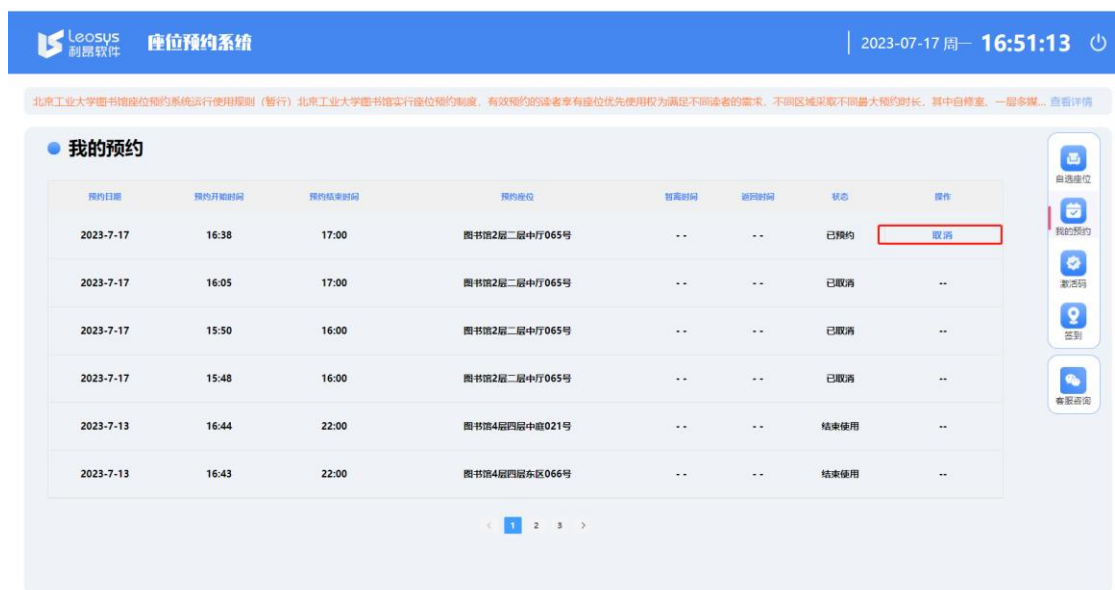 Leosys
利昂软件
座位预约系统
2023-07-17 周一 16:51:13
北京工业大学图书馆座位预约系统运行使用规则（暂行）北京工业大学图书馆实行座位预约制度，有效预约的读者享有座位优先使用权为满足不同读者的需求，不同区域采取不同最大预约时长，其中自修室、一层多媒... 查看详情
我的预约
预约日期 预约开始时间 预约结束时间 预约座位 暂离时间 返回时间 状态 操作
2023-7-17 16:38 17:00 图书馆2层二层中厅065号 -- -- 已预约 取消
2023-7-17 16:05 17:00 图书馆2层二层中厅065号 -- -- 已取消 --
2023-7-17 15:50 16:00 图书馆2层二层中厅065号 -- -- 已取消 --
2023-7-17 15:48 16:00 图书馆2层二层中厅065号 -- -- 已取消 --
2023-7-13 16:44 22:00 图书馆4层四层中庭021号 -- -- 结束使用 --
2023-7-13 16:43 22:00 图书馆4层四层东区066号 -- -- 结束使用 --
< 1 2 3 >
自选座位
我的预约
激活码
签到
客服咨询